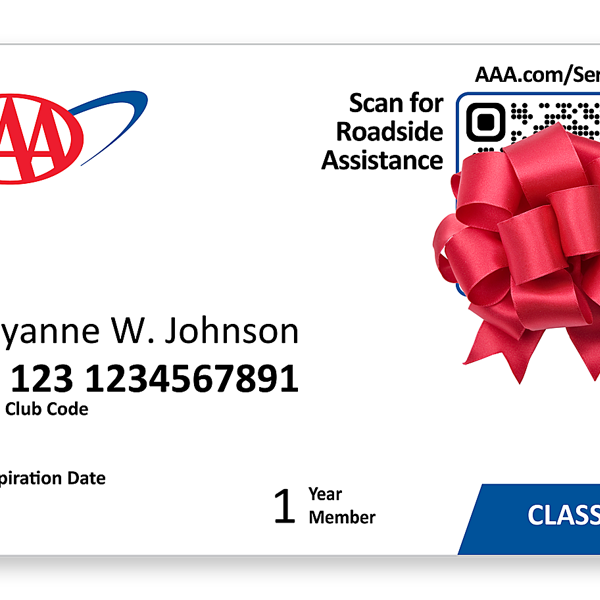 AAA.com/Ser
Scan for
Roadside
Assistance
AA
yanne W. Johnson
123 1234567891
Club Code
piration Date
1 Year
Member
CLASS